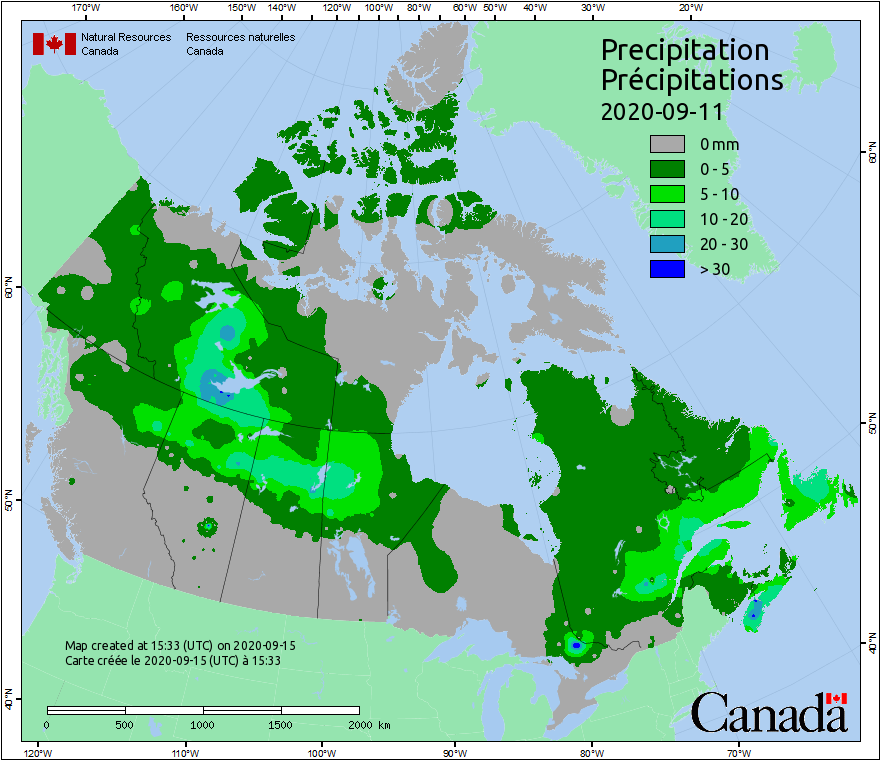 170°W 160°W 150°W 140°W 130°W 120°W 110°W 100°W 90°W 80°W 60°W 50°W 40°W 30°W 20°W
Natural Resources Canada
Ressources naturelles Canada
Precipitation
Précipitations
2020-09-11
0 mm
0 - 5
5 - 10
10 - 20
20 - 30
> 30
60°N
50°N
40°N
60°N
50°N
40°N
Map created at 15:33 (UTC) on 2020-09-15
Carte créée le 2020-09-15 (UTC) à 15:33
0 500 1000 1500 2000 km
Canada
120°W 110°W 100°W 90°W 80°W 70°W